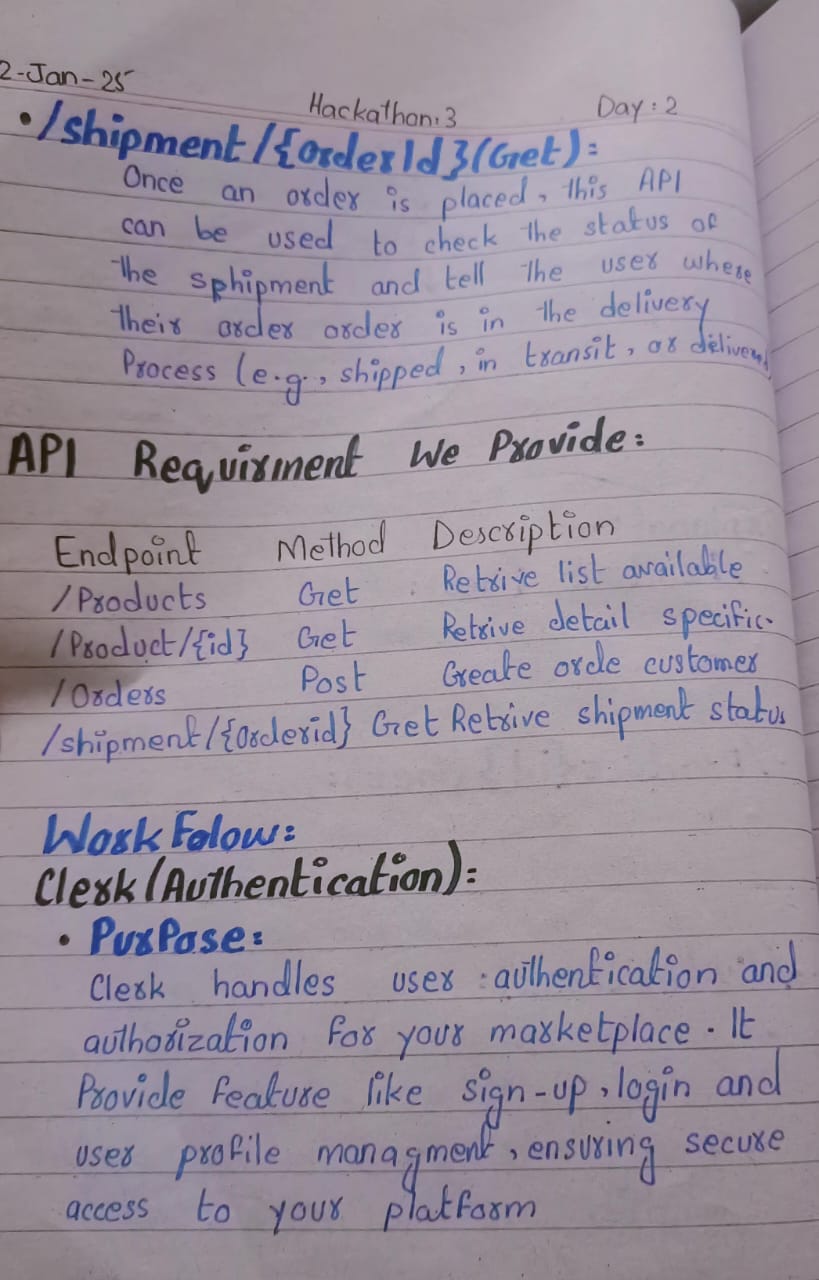 2-Jan-25
Hackathon:3 Day:2
• /shipment/{orderId}(Get):
Once an order is placed, this API
can be used to check the status of
the sphipment and tell the user where
their order order is in the delivery
Process (e.g., shipped, in transit, or delivered
API Requirment We Provide:
Endpoint Method Description
/Products Get Retrive list available
/Product/{id} Get Retrive detail specific.
/Orders Post Create orde customer
/shipment/{orderid} Get Retrive shipment status
Work Folow:
Clerk (Authentication):
• PurPase:
Clerk handles user authentication and
authorization for your marketplace. It
Provide feature like sign-up, login and
user profile managment, ensuring secure
access to your platform